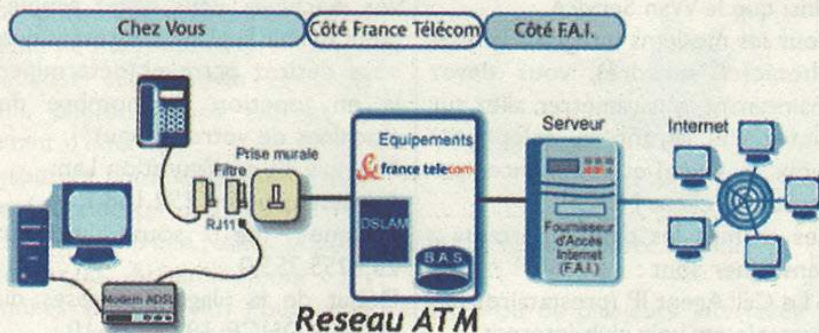 Chez Vous
Côté France Télécom
Côté F.A.I.
Prise murale
Filtre
RJ11
Modem ADSL
Equipements
france telecom
DSLAM
B.A.S
Reseau ATM
Serveur
Fournisseur
d'Accès
Internet
(F.A.I.)
Internet